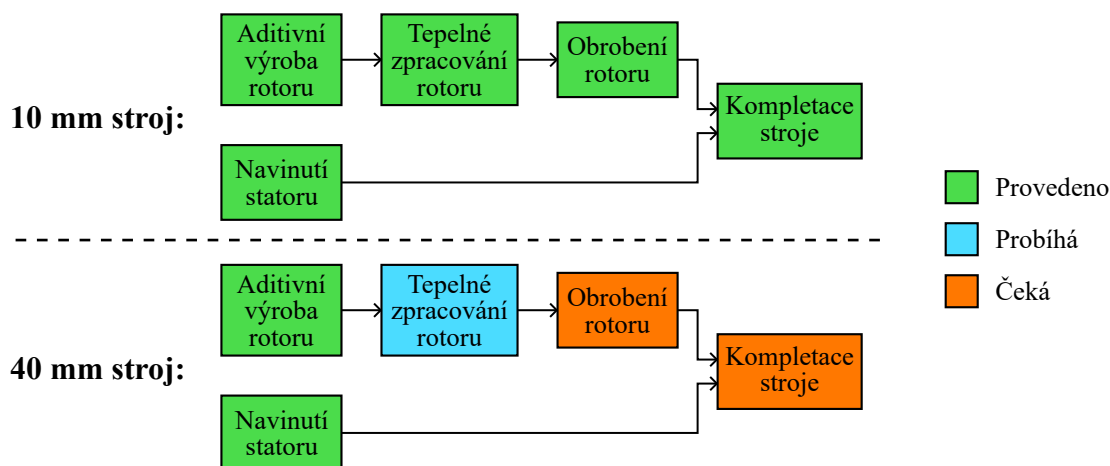 10 mm stroj:
Aditivní
výroba
rotoru
Tepelné
zpracování
rotoru
Obrobení
rotoru
Kompletace
stroje
Navinutí
statoru
40 mm stroj:
Aditivní
výroba
rotoru
Tepelné
zpracování
rotoru
Obrobení
rotoru
Kompletace
stroje
Navinutí
statoru
Provedeno
Probíhá
Čeká